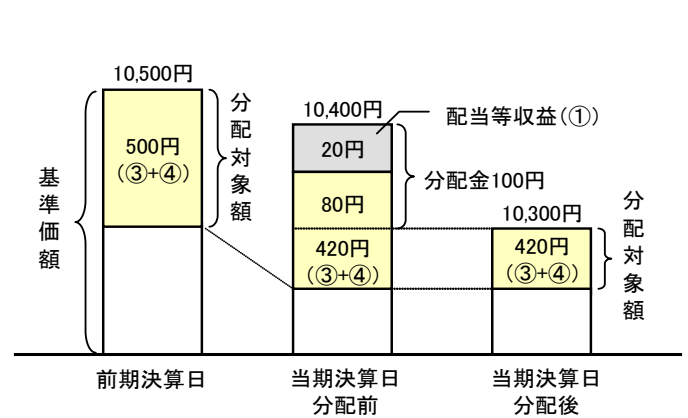 10,500円
500円
（③+④）
分配対象額
基準価額
10,400円
配当等収益（①）
20円
80円
分配金100円
420円
（③+④）
10,300円
420円
（③+④）
分配対象額
前期決算日
当期決算日
分配前
当期決算日
分配後